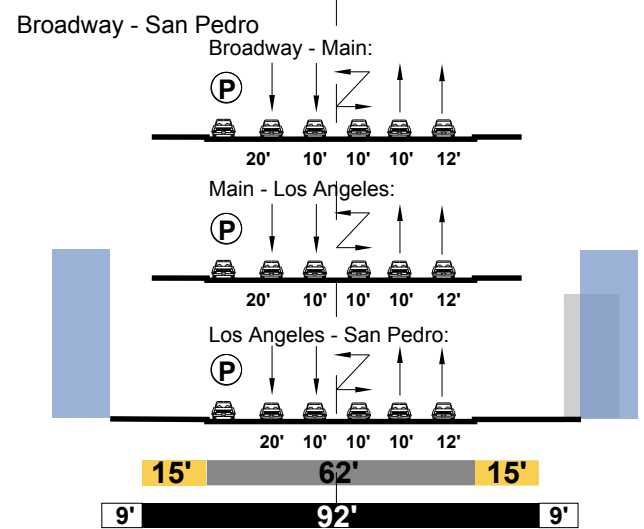 Broadway - San Pedro
Broadway - Main:
P
20' 10' 10' 10' 12'
Main - Los Angeles:
P
20' 10' 10' 10' 12'
Los Angeles - San Pedro:
P
20' 10' 10' 10' 12'
15' 62' 15'
9' 92' 9'